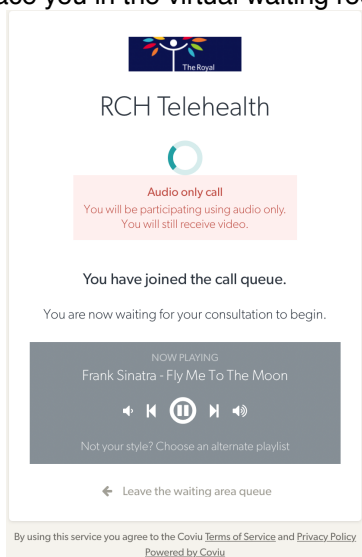 The Royal
RCH Telehealth
Audio only call
You will be participating using audio only.
You will still receive video.
You have joined the call queue.
You are now waiting for your consultation to begin.
NOW PLAYING
Frank Sinatra - Fly Me To The Moon
Not your style? Choose an alternate playlist
Leave the waiting area queue
By using this service you agree to the Coviu Terms of Service and Privacy Policy
Powered by Coviu